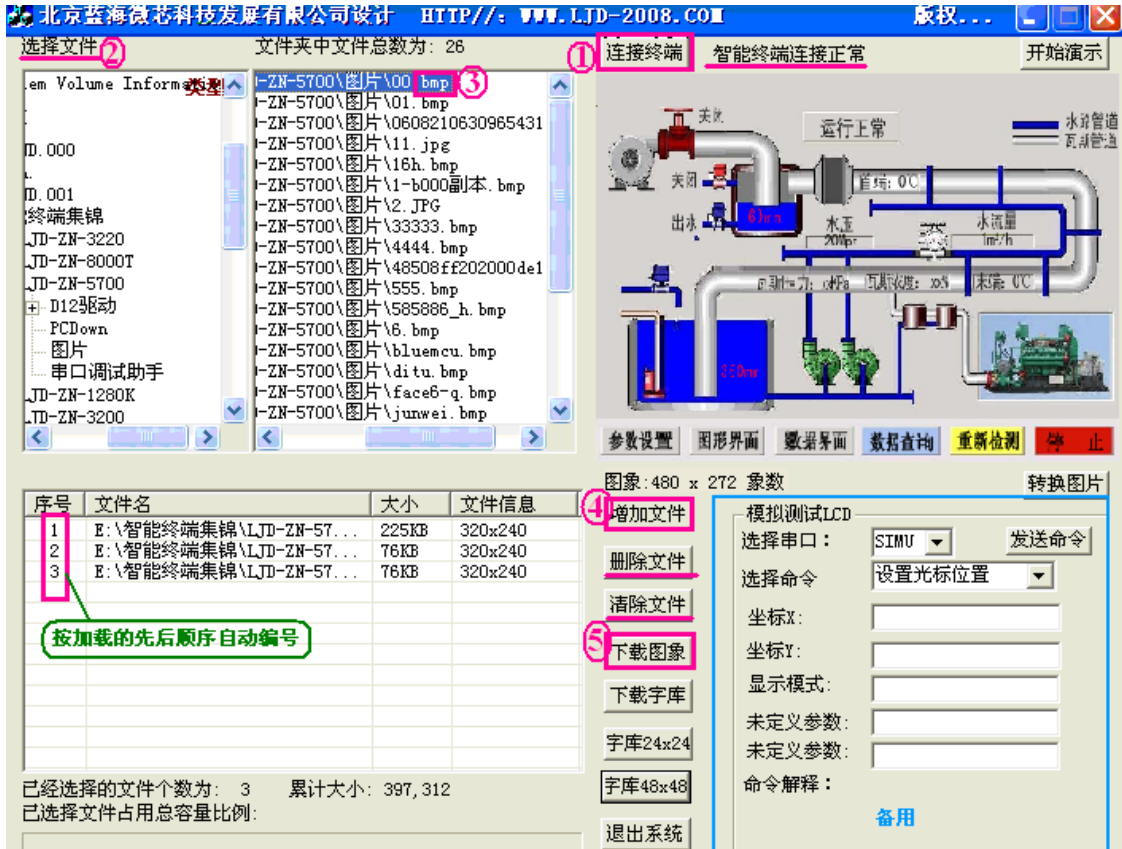 北京蓝海微芯科技发展有限公司设计 HTTP//: WWW.LJD-2008.COM 版权...
选择文件 ②
文件夹中文件总数为: 26
① 连接终端
智能终端连接正常
开始演示
.em Volume Information
类型
D.000
D.001
终端集锦
LJD-ZN-3220
LJD-ZN-8000T
LJD-ZN-5700
D12驱动
PCDown
图片
串口调试助手
LJD-ZN-1280K
LJD-ZN-3200
-ZN-5700\图片\00.bmp ③
-ZN-5700\图片\01.bmp
-ZN-5700\图片\0608210630965431
-ZN-5700\图片\11.jpg
-ZN-5700\图片\16h.bmp
-ZN-5700\图片\1-b000副本.bmp
-ZN-5700\图片\2.JPG
-ZN-5700\图片\33333.bmp
-ZN-5700\图片\4444.bmp
-ZN-5700\图片\48508ff202000de1
-ZN-5700\图片\555.bmp
-ZN-5700\图片\585886_h.bmp
-ZN-5700\图片\6.bmp
-ZN-5700\图片\bluemcu.bmp
-ZN-5700\图片\ditu.bmp
-ZN-5700\图片\face6-q.bmp
-ZN-5700\图片\junwei.bmp
关闭
运行正常
水路管道
瓦斯管道
关闭
首端: 0℃
出水
水压
20Mpa
水流量
1m³/h
瓦斯浓度: xx%
末端: 0℃
参数设置 图形界面 数据界面 数据查询 重新检测 停 止
图象:480 x 272 象数
转换图片
序号 文件名 大小 文件信息
1 E:\智能终端集锦\LJD-ZN-57... 225KB 320x240
2 E:\智能终端集锦\LJD-ZN-57... 76KB 320x240
3 E:\智能终端集锦\LJD-ZN-57... 76KB 320x240
按加载的先后顺序自动编号
④ 增加文件
删除文件
清除文件
⑤ 下载图象
下载字库
字库24x24
字库48x48
退出系统
模拟测试LCD
选择串口: SIMU 发送命令
选择命令 设置光标位置
坐标X:
坐标Y:
显示模式:
未定义参数:
未定义参数:
命令解释:
备用
已经选择的文件个数为: 3 累计大小: 397,312
已选择文件占用总容量比例: